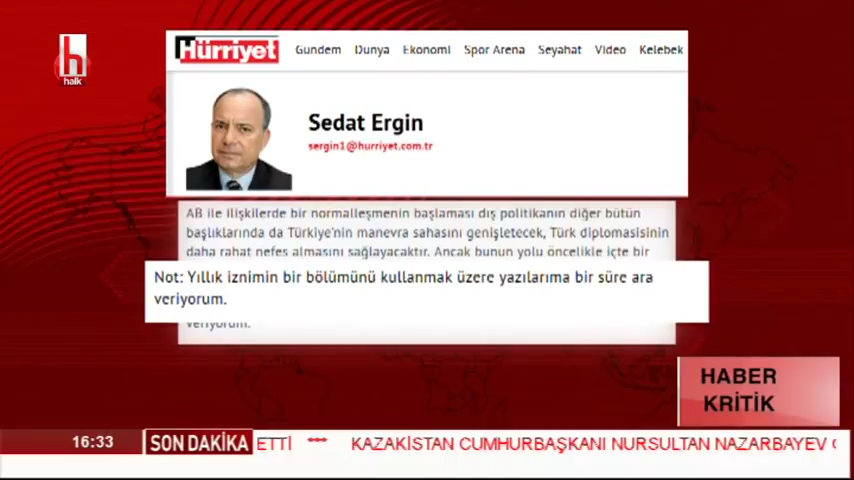 h
halk
Hürriyet Gündem Dünya Ekonomi Spor Arena Seyahat Video Kelebek
Sedat Ergin
sergin1@hurriyet.com.tr
AB ile ilişkilerde bir normalleşmenin başlaması dış politikanın diğer bütün
başlıklarında da Türkiye'nin manevra sahasını genişletecek, Türk diplomasisinin
daha rahat nefes almasını sağlayacaktır. Ancak bunun yolu öncelikle içte bir
Not: Yıllık iznimin bir bölümünü kullanmak üzere yazılarıma bir süre ara
veriyorum.
veriyorum.
HABER
KRİTİK
16:33 SON DAKİKA ETTİ *** KAZAKİSTAN CUMHURBAŞKANI NURSULTAN NAZARBAYEV